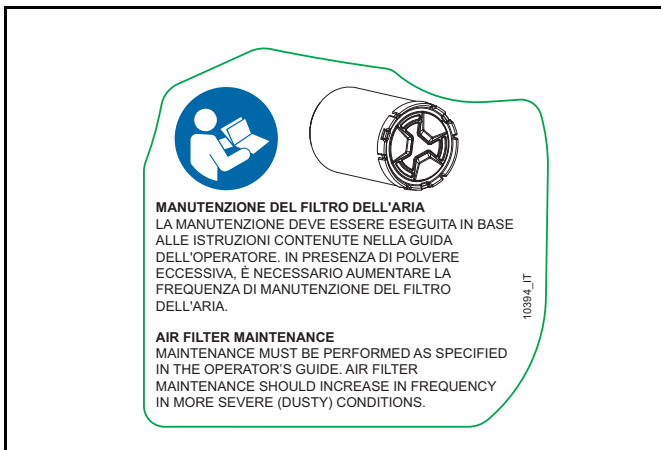 MANUTENZIONE DEL FILTRO DELL'ARIA
LA MANUTENZIONE DEVE ESSERE ESEGUITA IN BASE
ALLE ISTRUZIONI CONTENUTE NELLA GUIDA
DELL'OPERATORE. IN PRESENZA DI POLVERE
ECCESSIVA, È NECESSARIO AUMENTARE LA
FREQUENZA DI MANUTENZIONE DEL FILTRO
DELL'ARIA.
10394_IT
AIR FILTER MAINTENANCE
MAINTENANCE MUST BE PERFORMED AS SPECIFIED
IN THE OPERATOR’S GUIDE. AIR FILTER
MAINTENANCE SHOULD INCREASE IN FREQUENCY
IN MORE SEVERE (DUSTY) CONDITIONS.